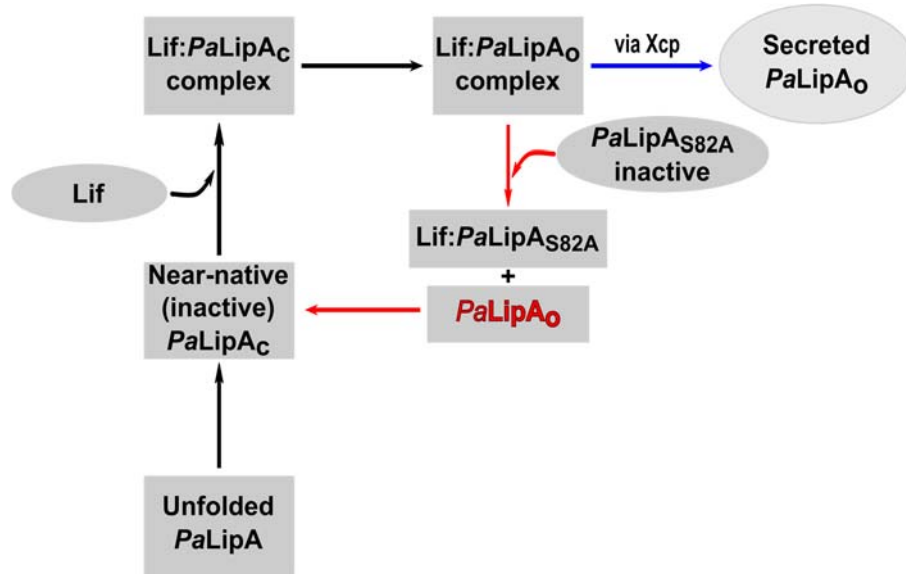 Lif:PaLipAC
complex
Lif:PaLipAO
complex
via Xcp
Secreted
PaLipAO
PaLipAS82A
inactive
Lif
Lif:PaLipAS82A
+
PaLipAO
Near-native
(inactive)
PaLipAC
Unfolded
PaLipA